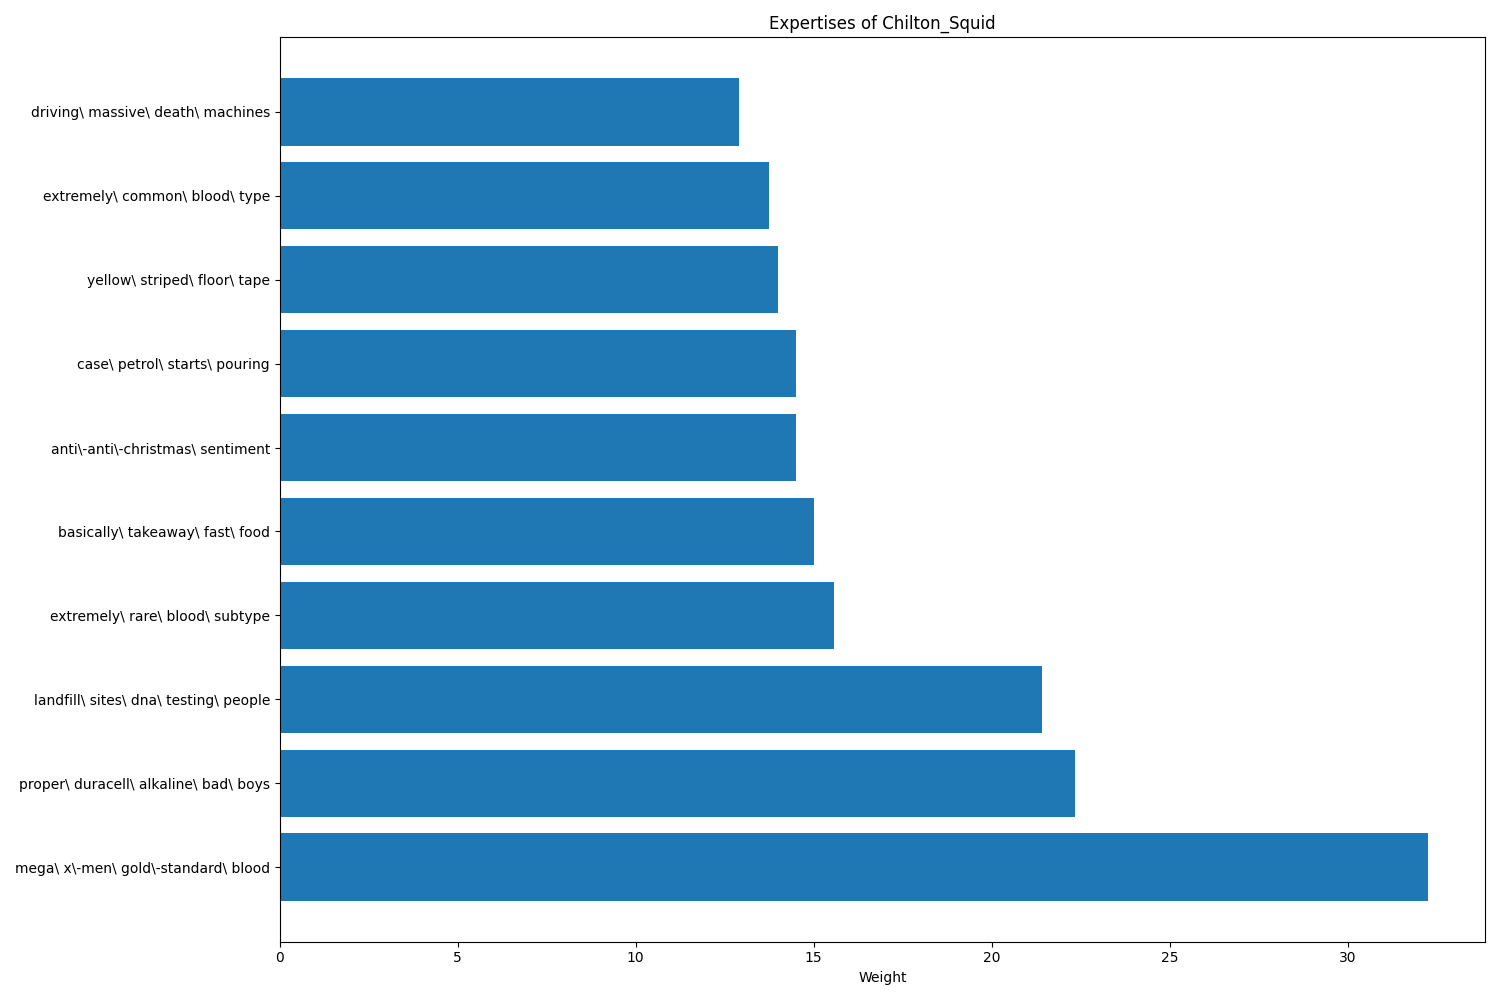 Expertises of Chilton_Squid
driving\ massive\ death\ machines
extremely\ common\ blood\ type
yellow\ striped\ floor\ tape
case\ petrol\ starts\ pouring
anti\-anti\-christmas\ sentiment
basically\ takeaway\ fast\ food
extremely\ rare\ blood\ subtype
landfill\ sites\ dna\ testing\ people
proper\ duracell\ alkaline\ bad\ boys
mega\ x\-men\ gold\-standard\ blood
0 5 10 15 20 25 30
Weight